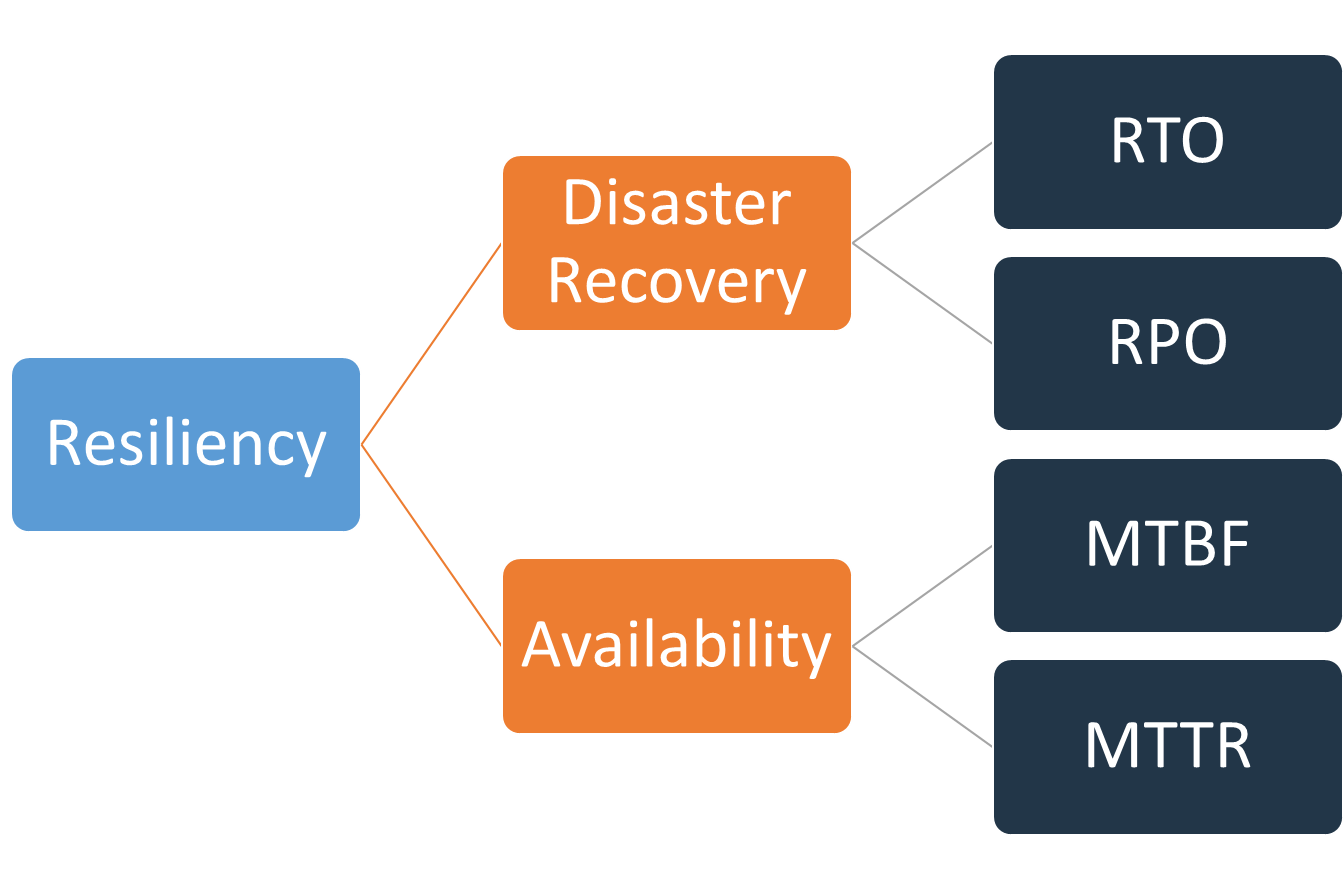 Resiliency
Disaster
Recovery
Availability
RTO
RPO
MTBF
MTTR